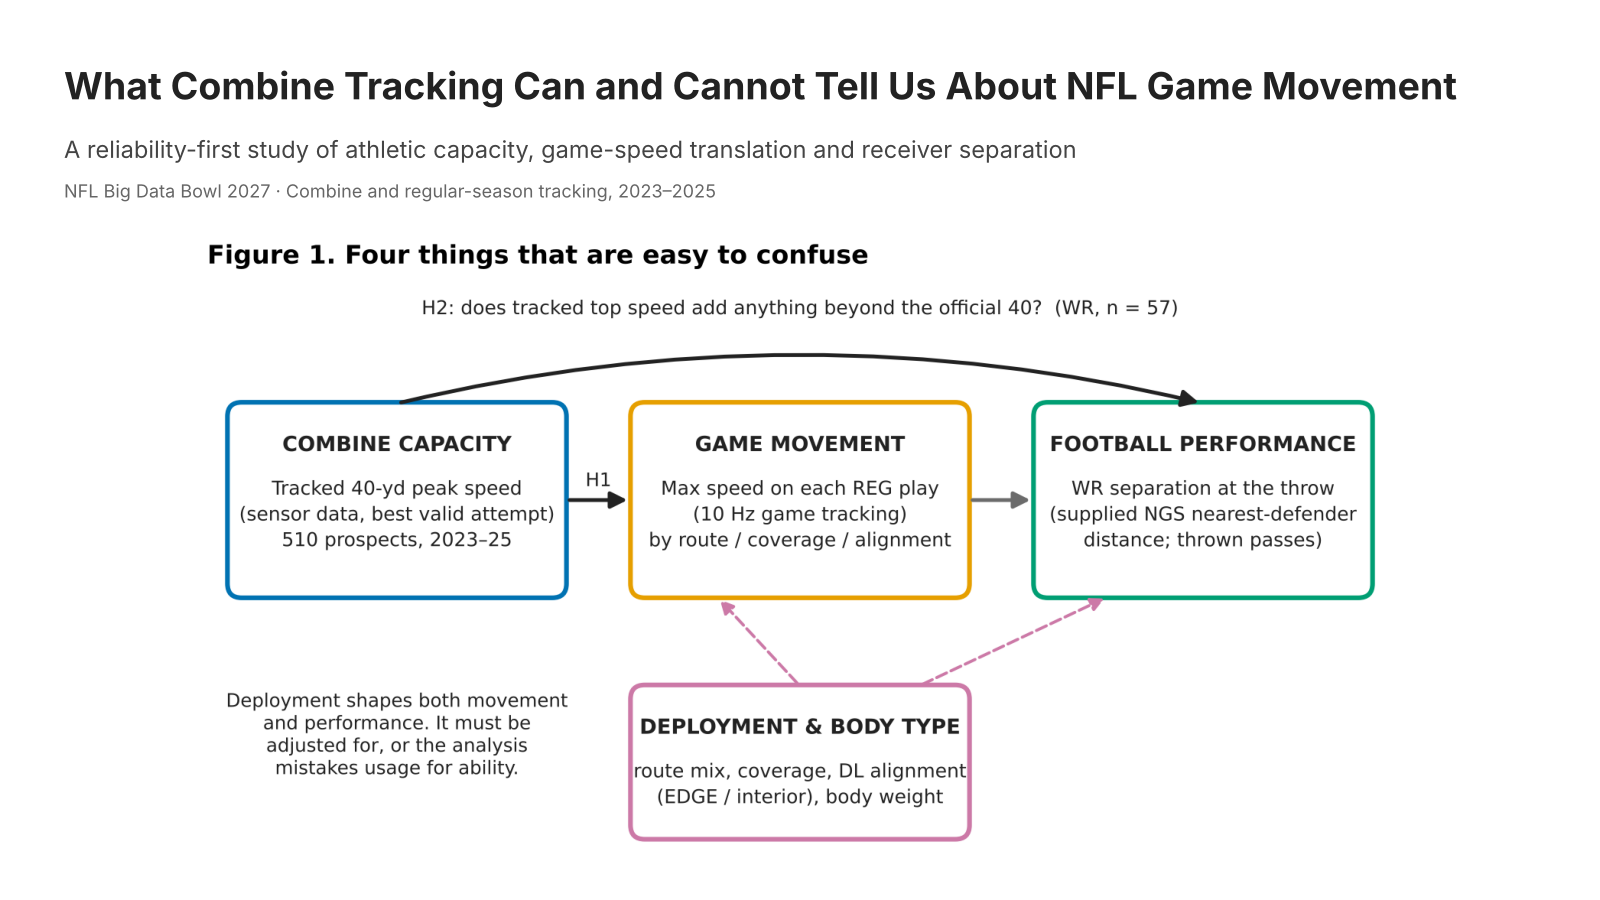 What Combine Tracking Can and Cannot Tell Us About NFL Game Movement
A reliability-first study of athletic capacity, game-speed translation and receiver separation
NFL Big Data Bowl 2027 · Combine and regular-season tracking, 2023–2025
Figure 1. Four things that are easy to confuse
H2: does tracked top speed add anything beyond the official 40?  (WR, n = 57)
COMBINE CAPACITY
Tracked 40-yd peak speed
(sensor data, best valid attempt)
510 prospects, 2023–25
H1
GAME MOVEMENT
Max speed on each REG play
(10 Hz game tracking)
by route / coverage / alignment
FOOTBALL PERFORMANCE
WR separation at the throw
(supplied NGS nearest-defender
distance; thrown passes)
Deployment shapes both movement
and performance. It must be
adjusted for, or the analysis
mistakes usage for ability.
DEPLOYMENT & BODY TYPE
route mix, coverage, DL alignment
(EDGE / interior), body weight